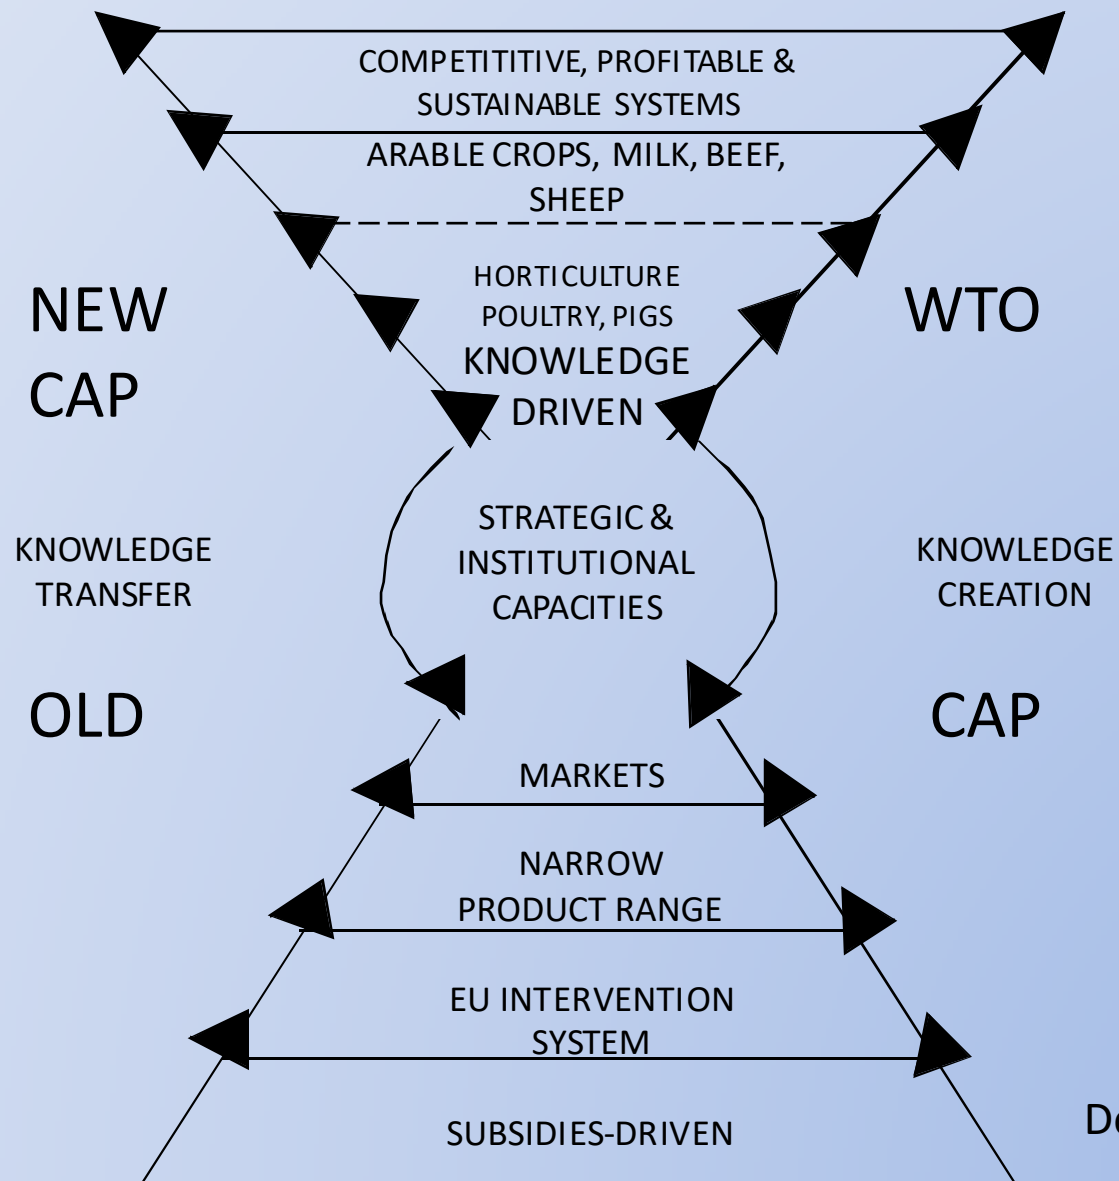 COMPETITITIVE, PROFITABLE &
SUSTAINABLE SYSTEMS
ARABLE CROPS, MILK, BEEF,
SHEEP
HORTICULTURE
POULTRY, PIGS
KNOWLEDGE
DRIVEN
NEW
CAP
WTO
STRATEGIC &
INSTITUTIONAL
CAPACITIES
KNOWLEDGE
TRANSFER
KNOWLEDGE
CREATION
OLD
CAP
MARKETS
NARROW
PRODUCT RANGE
EU INTERVENTION
SYSTEM
SUBSIDIES-DRIVEN